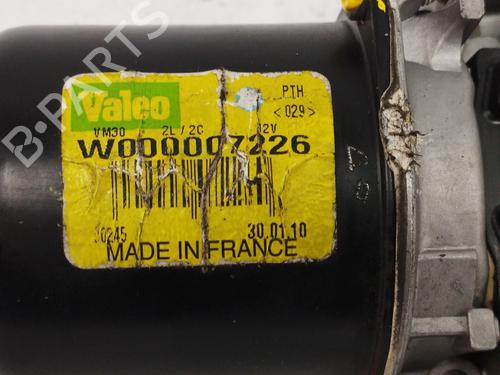 Valeo
PTH
<029>
VM30 2L/2C 12V
W000007226
30245 30.01.10
MADE IN FRANCE
B-PARTS